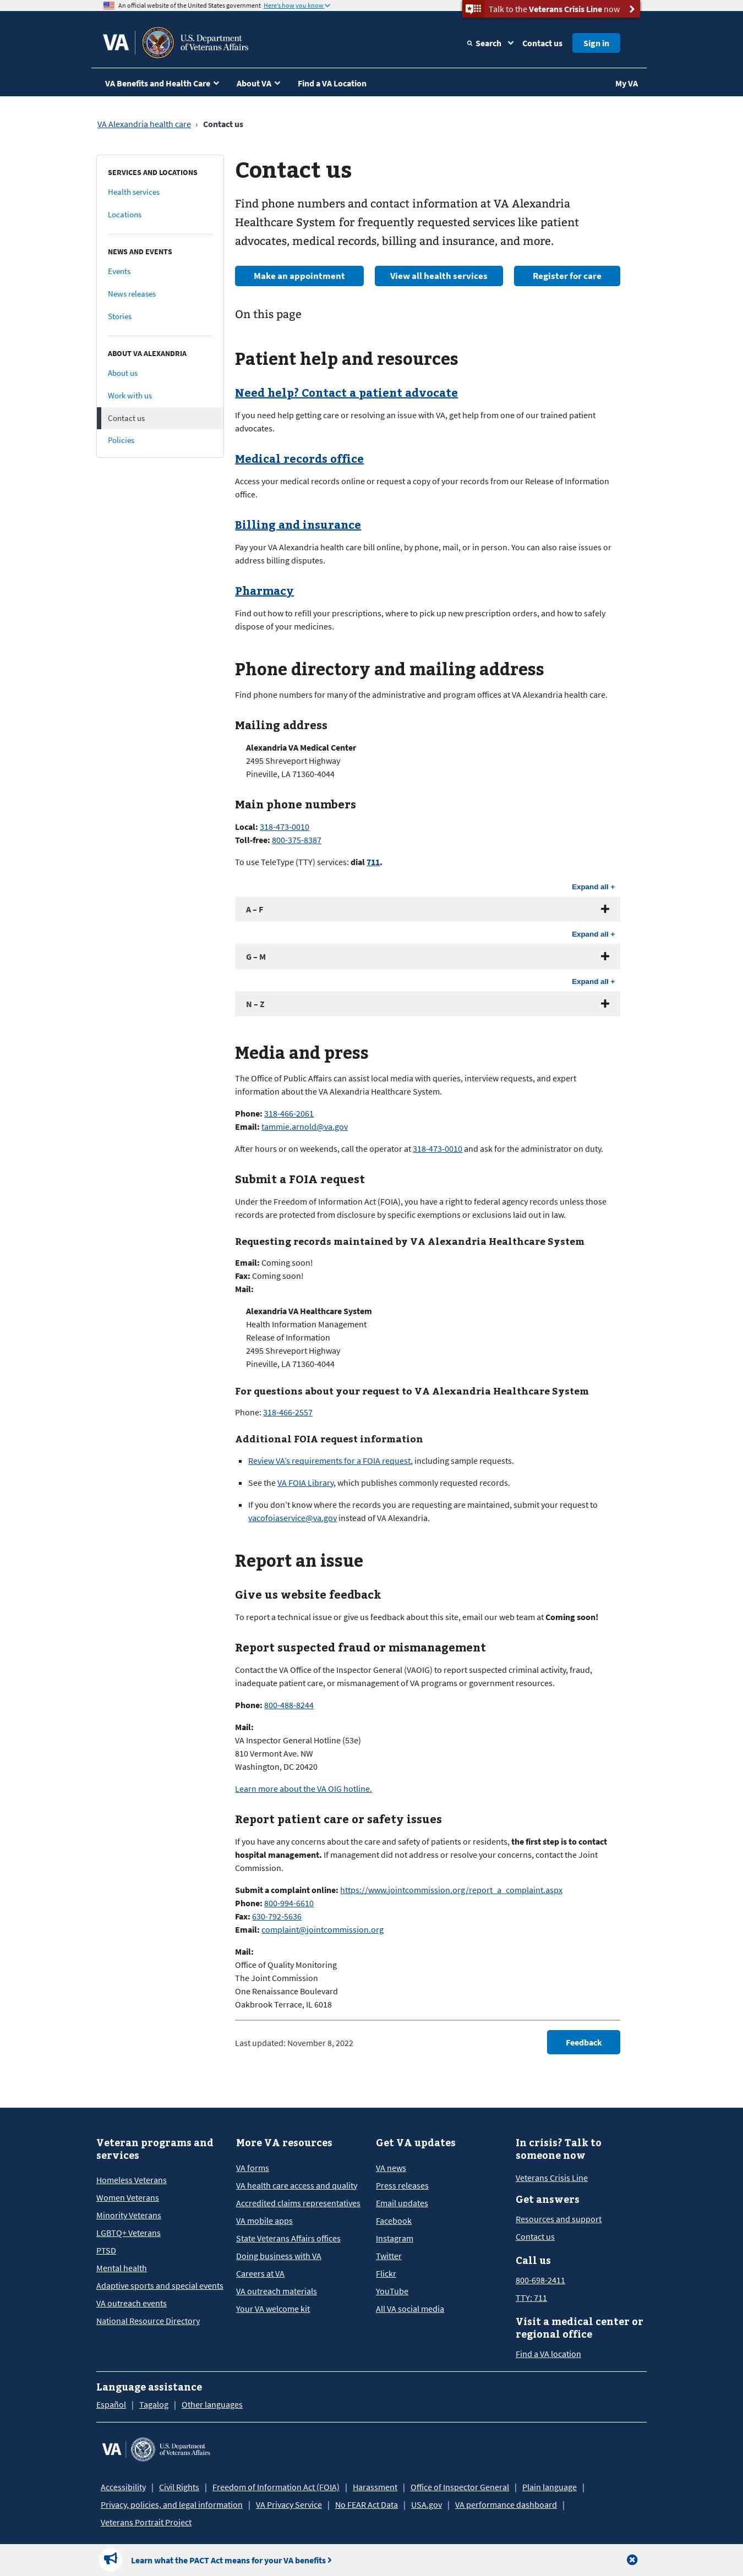 An official website of the United States government Here's how you know
Talk to the Veterans Crisis Line now
VA
U.S. Department
of Veterans Affairs
Search
Contact us
Sign in
VA Benefits and Health Care
About VA
Find a VA Location
My VA
VA Alexandria health care › Contact us
SERVICES AND LOCATIONS
Health services
Locations
NEWS AND EVENTS
Events
News releases
Stories
ABOUT VA ALEXANDRIA
About us
Work with us
Contact us
Policies
Contact us
Find phone numbers and contact information at VA Alexandria
Healthcare System for frequently requested services like patient
advocates, medical records, billing and insurance, and more.
Make an appointment
View all health services
Register for care
On this page
Patient help and resources
Need help? Contact a patient advocate
If you need help getting care or resolving an issue with VA, get help from one of our trained patient
advocates.
Medical records office
Access your medical records online or request a copy of your records from our Release of Information
office.
Billing and insurance
Pay your VA Alexandria health care bill online, by phone, mail, or in person. You can also raise issues or
address billing disputes.
Pharmacy
Find out how to refill your prescriptions, where to pick up new prescription orders, and how to safely
dispose of your medicines.
Phone directory and mailing address
Find phone numbers for many of the administrative and program offices at VA Alexandria health care.
Mailing address
Alexandria VA Medical Center
2495 Shreveport Highway
Pineville, LA 71360-4044
Main phone numbers
Local: 318-473-0010
Toll-free: 800-375-8387
To use TeleType (TTY) services: dial 711.
Expand all +
A – F
Expand all +
G – M
Expand all +
N – Z
Media and press
The Office of Public Affairs can assist local media with queries, interview requests, and expert
information about the VA Alexandria Healthcare System.
Phone: 318-466-2061
Email: tammie.arnold@va.gov
After hours or on weekends, call the operator at 318-473-0010 and ask for the administrator on duty.
Submit a FOIA request
Under the Freedom of Information Act (FOIA), you have a right to federal agency records unless those
records are protected from disclosure by specific exemptions or exclusions laid out in law.
Requesting records maintained by VA Alexandria Healthcare System
Email: Coming soon!
Fax: Coming soon!
Mail:
Alexandria VA Healthcare System
Health Information Management
Release of Information
2495 Shreveport Highway
Pineville, LA 71360-4044
For questions about your request to VA Alexandria Healthcare System
Phone: 318-466-2557
Additional FOIA request information
Review VA's requirements for a FOIA request, including sample requests.
See the VA FOIA Library, which publishes commonly requested records.
If you don't know where the records you are requesting are maintained, submit your request to
vacofoiaservice@va.gov instead of VA Alexandria.
Report an issue
Give us website feedback
To report a technical issue or give us feedback about this site, email our web team at Coming soon!
Report suspected fraud or mismanagement
Contact the VA Office of the Inspector General (VAOIG) to report suspected criminal activity, fraud,
inadequate patient care, or mismanagement of VA programs or government resources.
Phone: 800-488-8244
Mail:
VA Inspector General Hotline (53e)
810 Vermont Ave. NW
Washington, DC 20420
Learn more about the VA OIG hotline.
Report patient care or safety issues
If you have any concerns about the care and safety of patients or residents, the first step is to contact
hospital management. If management did not address or resolve your concerns, contact the Joint
Commission.
Submit a complaint online: https://www.jointcommission.org/report_a_complaint.aspx
Phone: 800-994-6610
Fax: 630-792-5636
Email: complaint@jointcommission.org
Mail:
Office of Quality Monitoring
The Joint Commission
One Renaissance Boulevard
Oakbrook Terrace, IL 6018
Last updated: November 8, 2022
Feedback
Veteran programs and
services
Homeless Veterans
Women Veterans
Minority Veterans
LGBTQ+ Veterans
PTSD
Mental health
Adaptive sports and special events
VA outreach events
National Resource Directory
More VA resources
VA forms
VA health care access and quality
Accredited claims representatives
VA mobile apps
State Veterans Affairs offices
Doing business with VA
Careers at VA
VA outreach materials
Your VA welcome kit
Get VA updates
VA news
Press releases
Email updates
Facebook
Instagram
Twitter
Flickr
YouTube
All VA social media
In crisis? Talk to
someone now
Veterans Crisis Line
Get answers
Resources and support
Contact us
Call us
800-698-2411
TTY: 711
Visit a medical center or
regional office
Find a VA location
Language assistance
Español | Tagalog | Other languages
VA
U.S. Department
of Veterans Affairs
Accessibility | Civil Rights | Freedom of Information Act (FOIA) | Harassment | Office of Inspector General | Plain language |
Privacy, policies, and legal information | VA Privacy Service | No FEAR Act Data | USA.gov | VA performance dashboard |
Veterans Portrait Project
Learn what the PACT Act means for your VA benefits